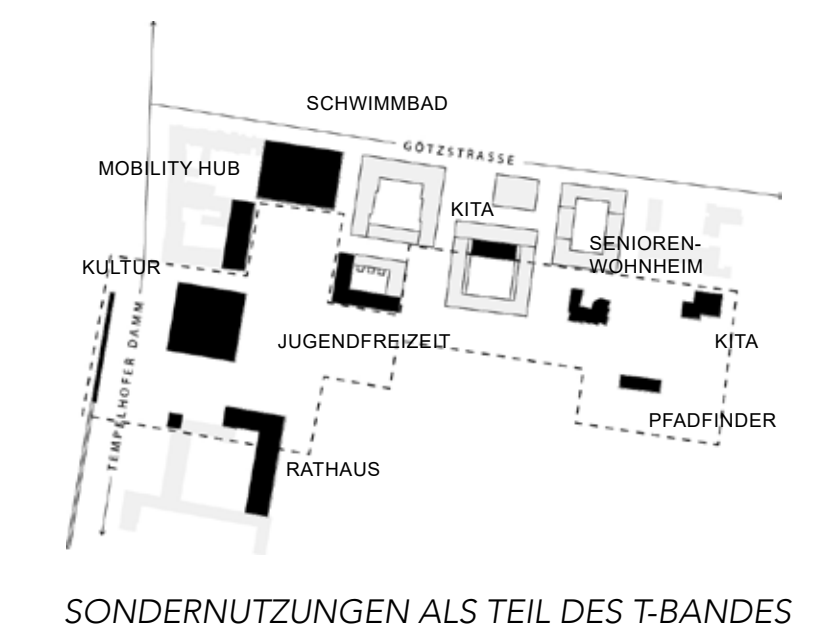 SCHWIMMBAD
GÖTZSTRASSE
MOBILITY HUB
KITA
SENIOREN-
WOHNHEIM
KULTUR
TEMPELHOFER DAMM
JUGENDFREIZEIT
KITA
PFADFINDER
RATHAUS
SONDERNUTZUNGEN ALS TEIL DES T-BANDES